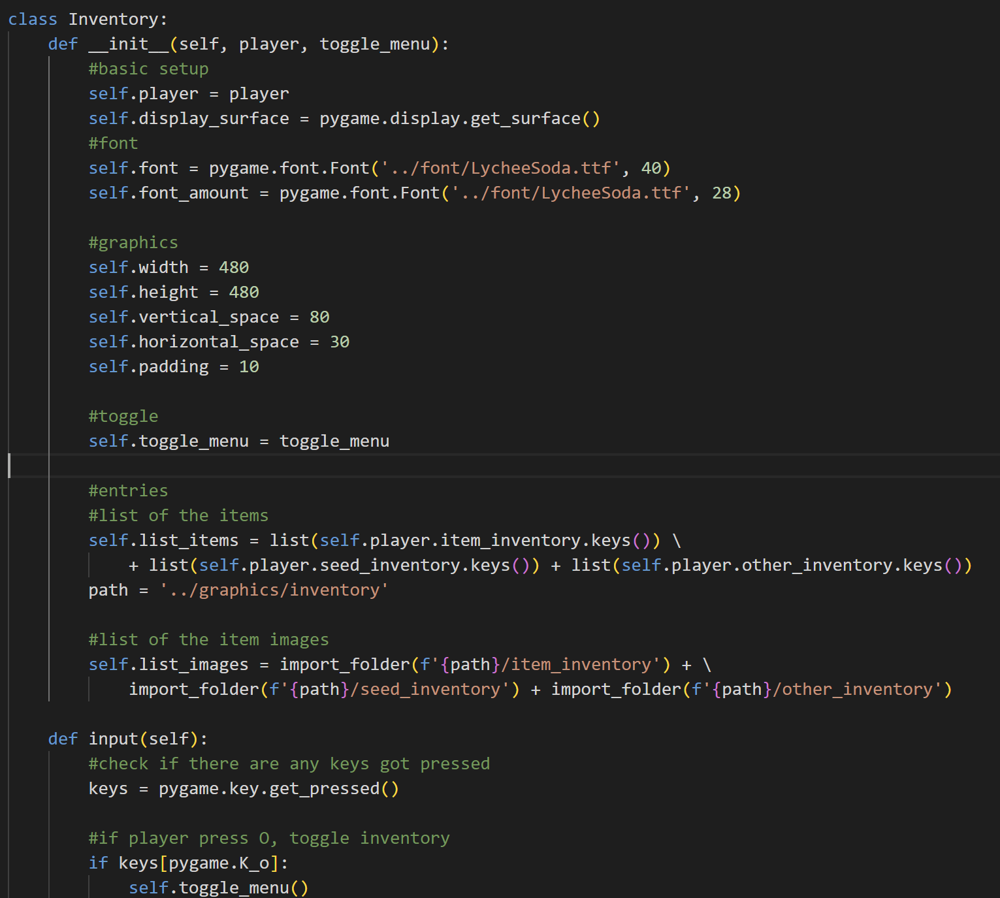 class Inventory:
    def __init__(self, player, toggle_menu):
        #basic setup
        self.player = player
        self.display_surface = pygame.display.get_surface()
        #font
        self.font = pygame.font.Font('../font/LycheeSoda.ttf', 40)
        self.font_amount = pygame.font.Font('../font/LycheeSoda.ttf', 28)

        #graphics
        self.width = 480
        self.height = 480
        self.vertical_space = 80
        self.horizontal_space = 30
        self.padding = 10

        #toggle
        self.toggle_menu = toggle_menu

        #entries
        #list of the items
        self.list_items = list(self.player.item_inventory.keys()) \
            + list(self.player.seed_inventory.keys()) + list(self.player.other_inventory.keys())
        path = '../graphics/inventory'

        #list of the item images
        self.list_images = import_folder(f'{path}/item_inventory') + \
            import_folder(f'{path}/seed_inventory') + import_folder(f'{path}/other_inventory')

    def input(self):
        #check if there are any keys got pressed
        keys = pygame.key.get_pressed()

        #if player press O, toggle inventory
        if keys[pygame.K_o]:
            self.toggle_menu()